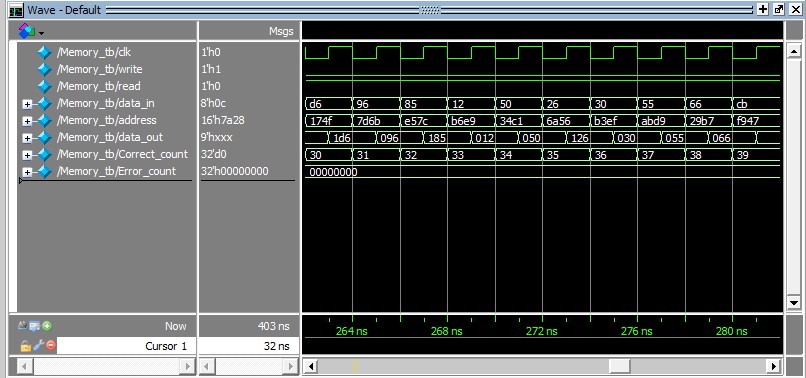 Wave - Default
Msgs
/Memory_tb/clk 1'h0
/Memory_tb/write 1'h1
/Memory_tb/read 1'h0
/Memory_tb/data_in 8'h0c d6 96 85 12 50 26 30 55 66 cb
/Memory_tb/address 16'h7a28 174f 7d6b e57c b6e9 34c1 6a56 b3ef abd9 29b7 f947
/Memory_tb/data_out 9'hxxx 1d6 096 185 012 050 126 030 055 066
/Memory_tb/Correct_count 32'd0 30 31 32 33 34 35 36 37 38 39
/Memory_tb/Error_count 32'h00000000 00000000
Now 403 ns 264 ns 268 ns 272 ns 276 ns 280 ns
Cursor 1 32 ns